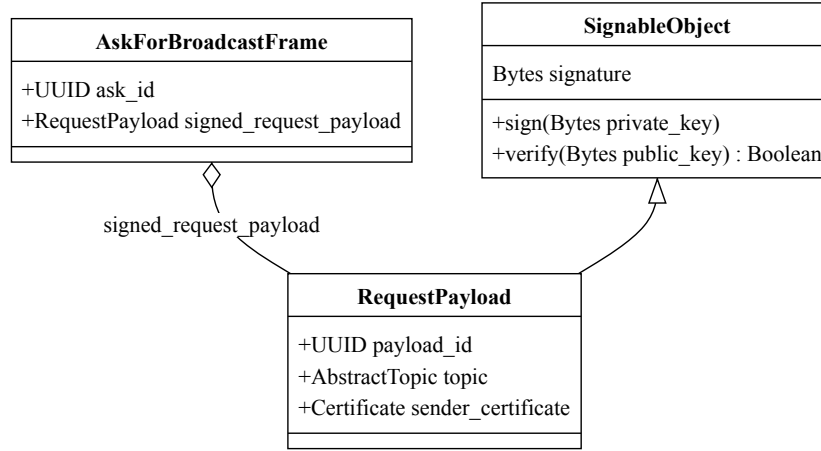 AskForBroadcastFrame
+UUID ask_id
+RequestPayload signed_request_payload
SignableObject
Bytes signature
+sign(Bytes private_key)
+verify(Bytes public_key) : Boolean
signed_request_payload
RequestPayload
+UUID payload_id
+AbstractTopic topic
+Certificate sender_certificate